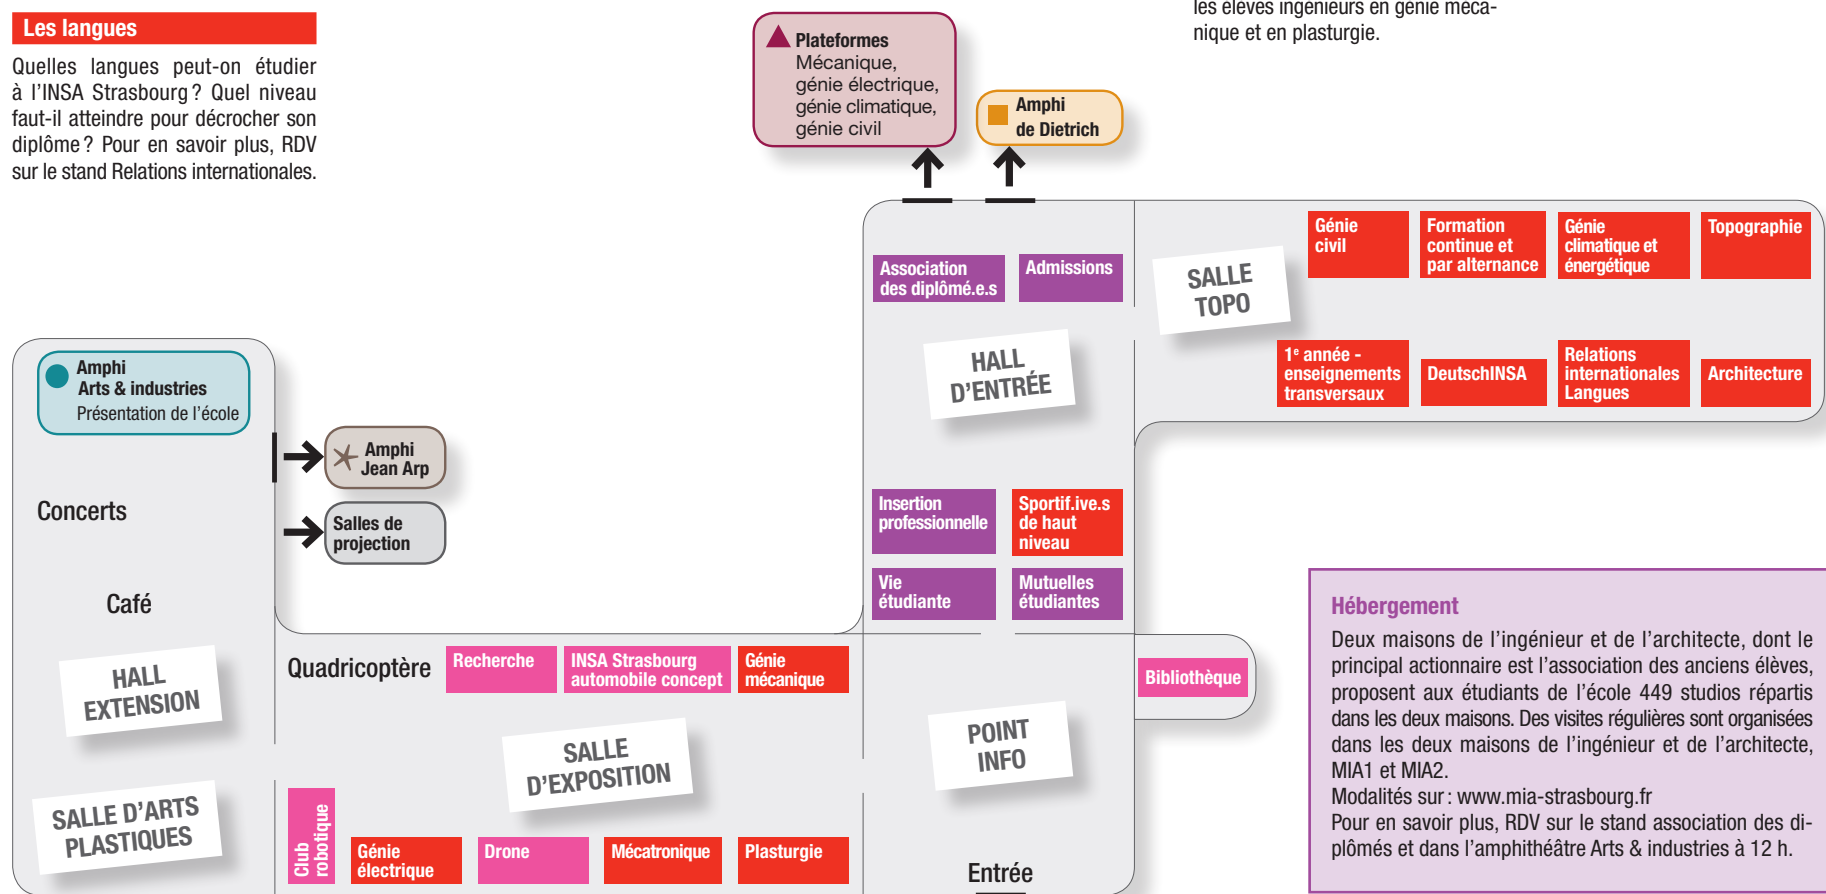 Les langues
Quelles langues peut-on étudier
à l'INSA Strasbourg ? Quel niveau
faut-il atteindre pour décrocher son
diplôme ? Pour en savoir plus, RDV
sur le stand Relations internationales.
les élèves ingénieurs en génie méca-
nique et en plasturgie.
Plateformes
Mécanique,
génie électrique,
génie climatique,
génie civil
Amphi
de Dietrich
Association
des diplômé.e.s
Admissions
SALLE
TOPO
Génie
civil
Formation
continue et
par alternance
Génie
climatique et
énergétique
Topographie
HALL
D'ENTRÉE
1e année -
enseignements
transversaux
DeutschINSA
Relations
internationales
Langues
Architecture
Amphi
Arts & industries
Présentation de l'école
Amphi
Jean Arp
Concerts
Salles de
projection
Café
Insertion
professionnelle
Sportif.ive.s
de haut
niveau
Vie
étudiante
Mutuelles
étudiantes
HALL
EXTENSION
Quadricoptère
Recherche
INSA Strasbourg
automobile concept
Génie
mécanique
Bibliothèque
SALLE
D'EXPOSITION
POINT
INFO
SALLE D'ARTS
PLASTIQUES
Club
robotique
Génie
électrique
Drone
Mécatronique
Plasturgie
Entrée
Hébergement
Deux maisons de l'ingénieur et de l'architecte, dont le
principal actionnaire est l'association des anciens élèves,
proposent aux étudiants de l'école 449 studios répartis
dans les deux maisons. Des visites régulières sont organisées
dans les deux maisons de l'ingénieur et de l'architecte,
MIA1 et MIA2.
Modalités sur : www.mia-strasbourg.fr
Pour en savoir plus, RDV sur le stand association des di-
plômés et dans l'amphithéâtre Arts & industries à 12 h.